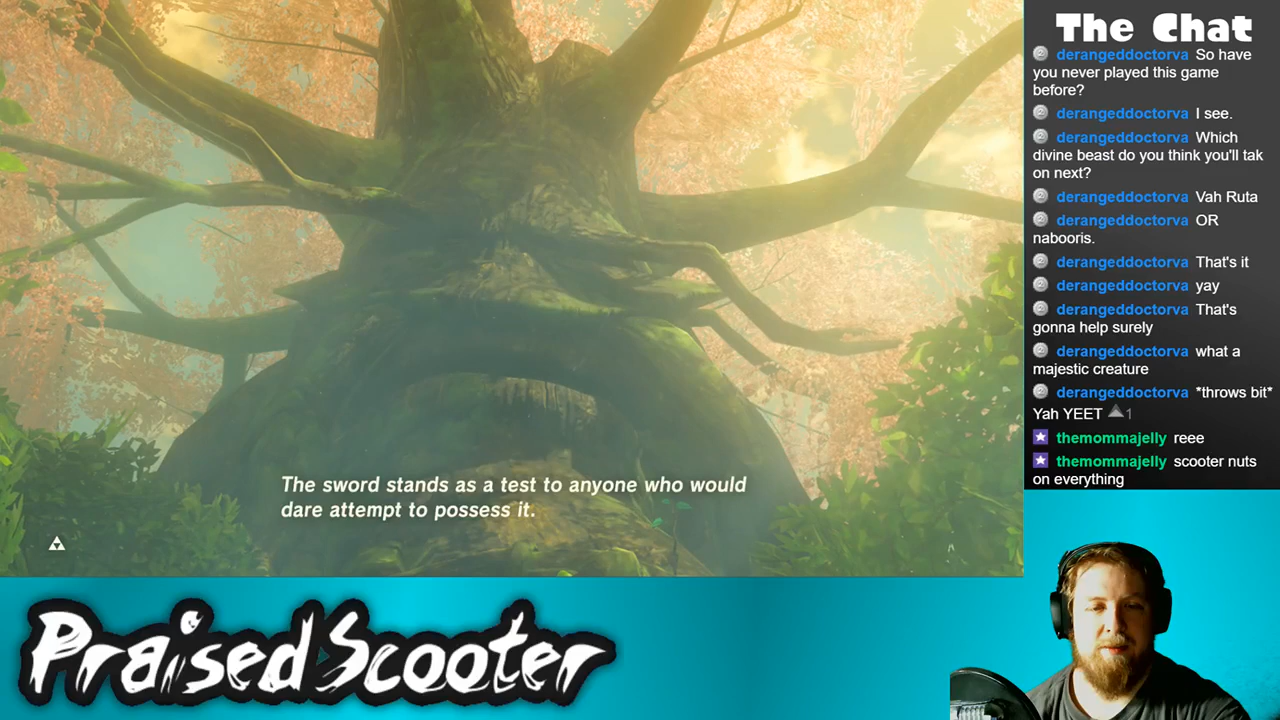 The Chat
derangeddoctorva So have
you never played this game
before?
derangeddoctorva I see.
derangeddoctorva Which
divine beast do you think you'll tak
on next?
derangeddoctorva Vah Ruta
derangeddoctorva OR
nabooris.
derangeddoctorva That's it
derangeddoctorva yay
derangeddoctorva That's
gonna help surely
derangeddoctorva what a
majestic creature
derangeddoctorva *throws bit*
Yah YEET 1
themommajelly reee
themommajelly scooter nuts
on everything
The sword stands as a test to anyone who would
dare attempt to possess it.
PraisedScooter